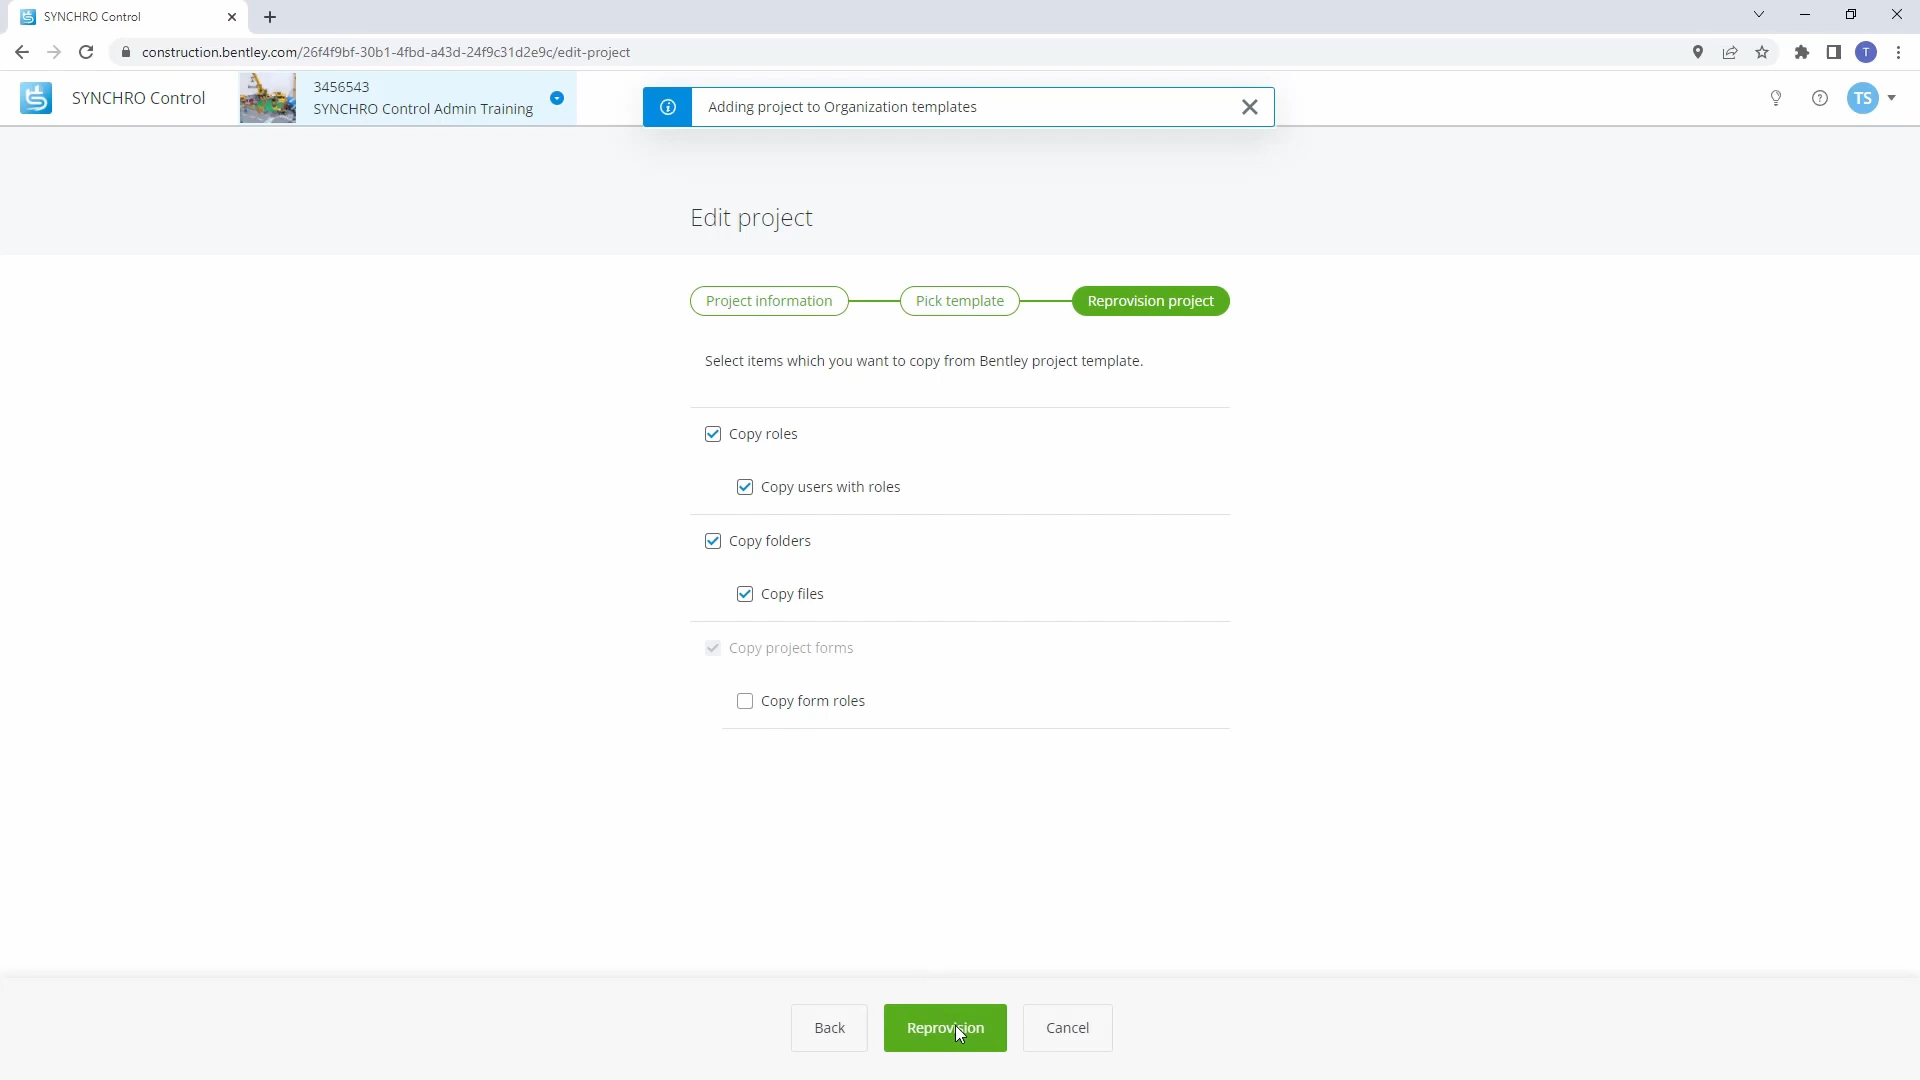 SYNCHRO Control
construction.bentley.com/26f4f9bf-30b1-4fbd-a43d-24f9c31d2e9c/edit-project
T
SYNCHRO Control
3456543
SYNCHRO Control Admin Training
Adding project to Organization templates
TS
Edit project
Project information
Pick template
Reprovision project
Select items which you want to copy from Bentley project template.
Copy roles
Copy users with roles
Copy folders
Copy files
Copy project forms
Copy form roles
Back
Reprovision
Cancel